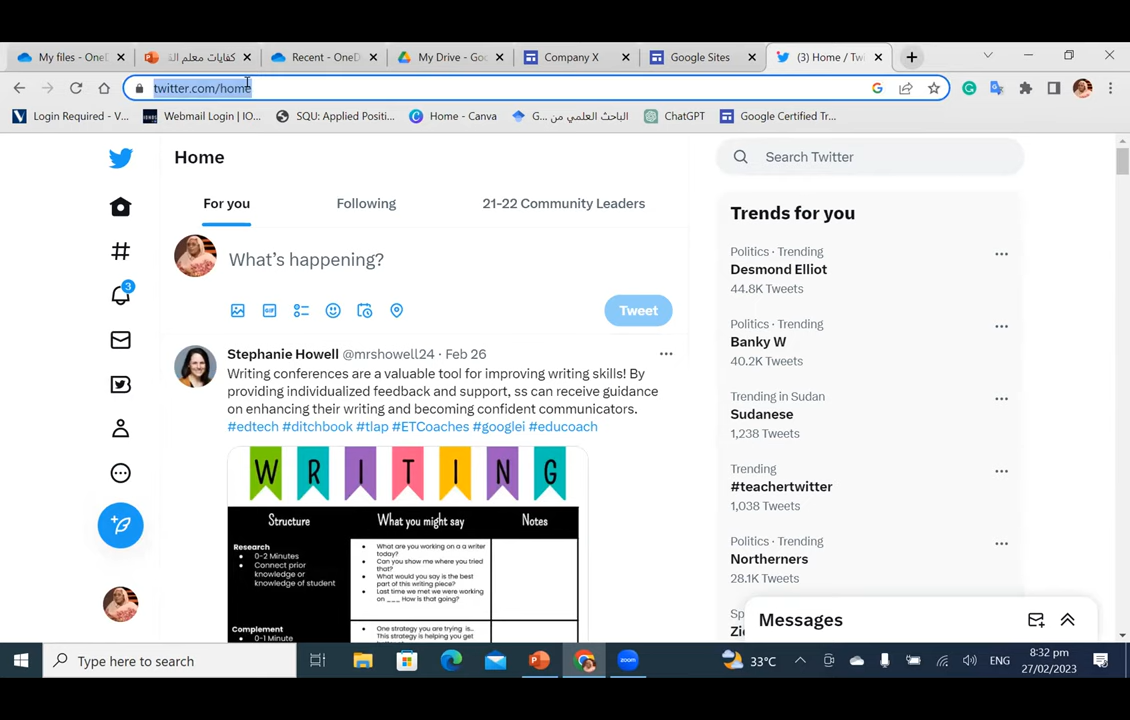 My files - OneD
كفايات معلم الق
Recent - OneD
My Drive - Goo
Company X
Google Sites
(3) Home / Twi
twitter.com/home
Login Required - V...
Webmail Login | IO...
SQU: Applied Positi...
Home - Canva
الباحث العلمي من G...
ChatGPT
Google Certified Tr...
Home
Search Twitter
For you
Following
21-22 Community Leaders
Trends for you
What's happening?
GIF
Tweet
3
Politics · Trending
Desmond Elliot
44.8K Tweets
Politics · Trending
Banky W
40.2K Tweets
Trending in Sudan
Sudanese
1,238 Tweets
Trending
#teachertwitter
1,038 Tweets
Politics · Trending
Northerners
28.1K Tweets
Sp
Zi
Stephanie Howell @mrshowell24 · Feb 26
Writing conferences are a valuable tool for improving writing skills! By
providing individualized feedback and support, ss can receive guidance
on enhancing their writing and becoming confident communicators.
#edtech #ditchbook #tlap #ETCoaches #googlei #educoach
WRITING
Structure
What you might say
Notes
Research
0-2 Minutes
Connect prior
knowledge or
knowledge of student
What are you working on a a writer
today?
Can you show me where you tried
that?
What would you say is the best
part of this writing piece?
Last time we met we were working
on ___ How is that going?
Complement
0-1 Minute
One strategy you are trying is...
This strategy is helping you get
Messages
Type here to search
zoom
33°C
ENG
8:32 pm
27/02/2023